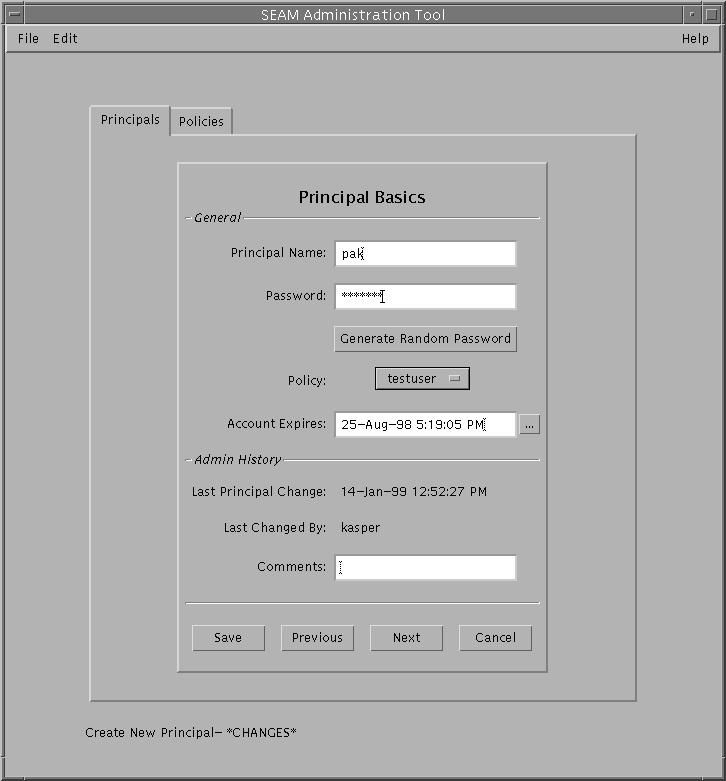 SEAM Administration Tool
File Edit Help
Principals Policies
Principal Basics
General
Principal Name: pak
Password: *******
Generate Random Password
Policy: testuser
Account Expires: 25-Aug-98 5:19:05 PM ...
Admin History
Last Principal Change: 14-Jan-99 12:52:27 PM
Last Changed By: kasper
Comments:
Save Previous Next Cancel
Create New Principal- *CHANGES*